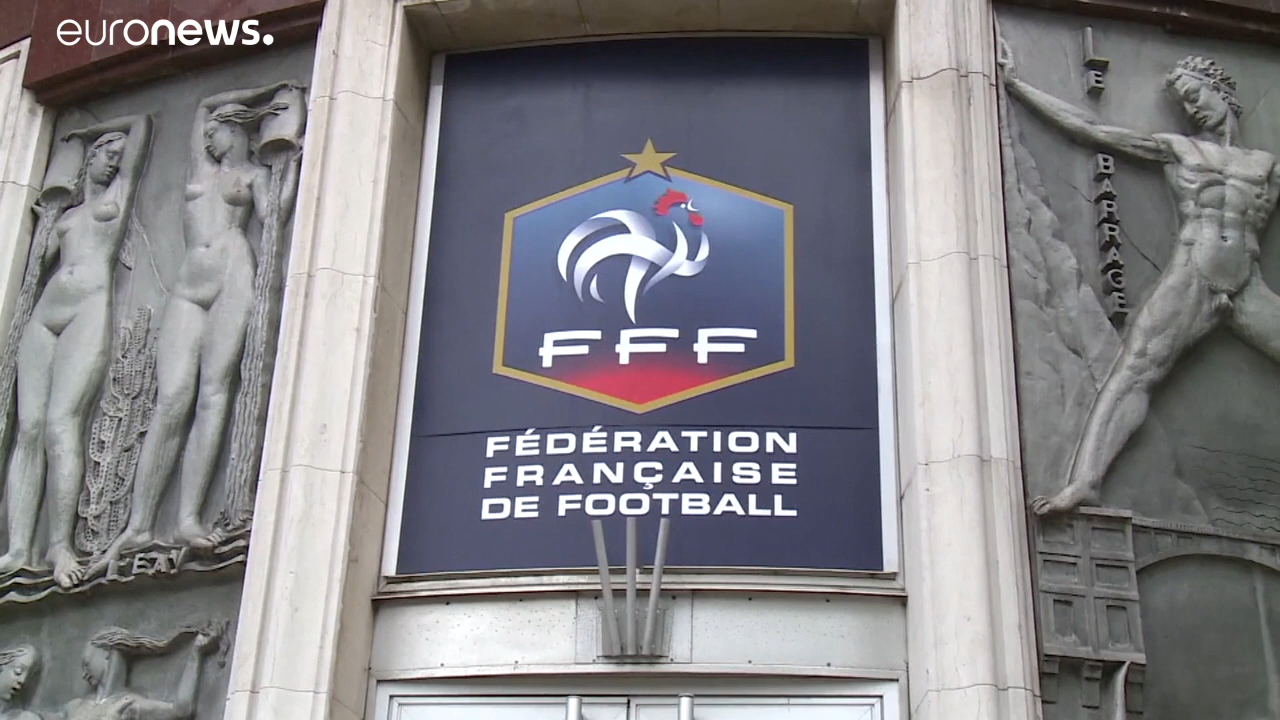 euronews.
LE
BARRAGE
FFF
FÉDÉRATION
FRANÇAISE
DE FOOTBALL
L'EAU